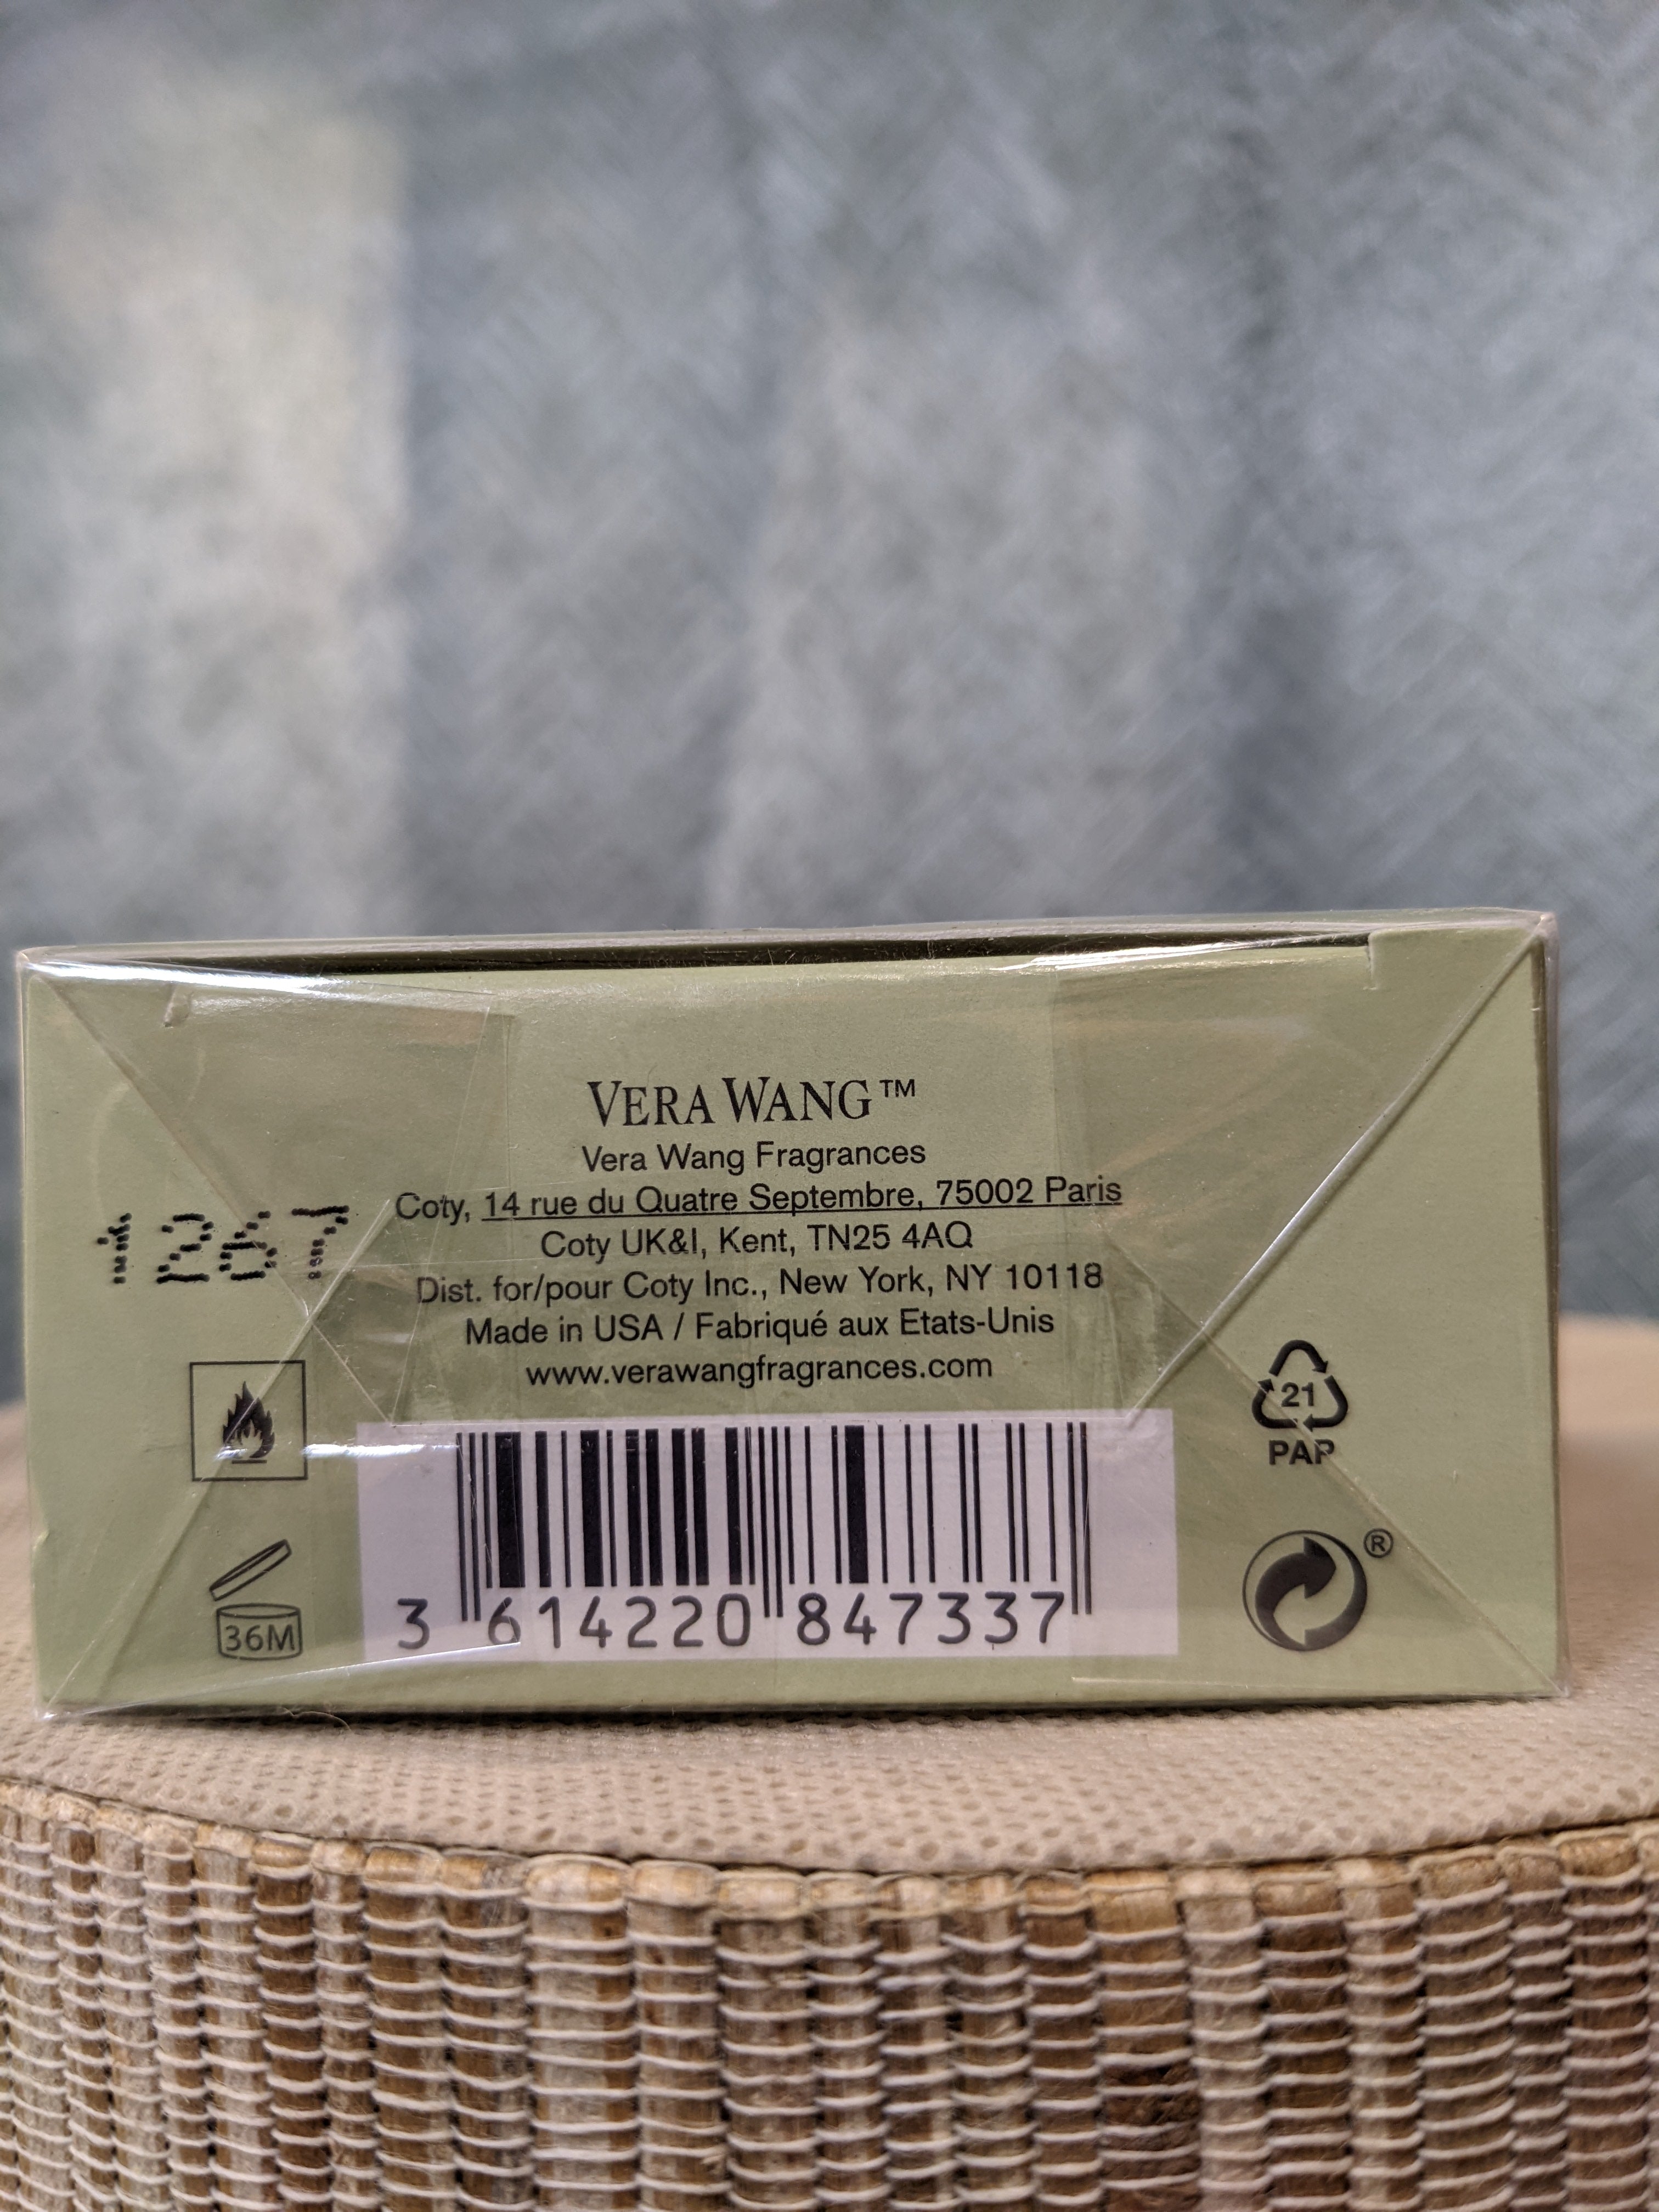 VERA WANG™
Vera Wang Fragrances
Coty, 14 rue du Quatre Septembre, 75002 Paris
Coty UK&I, Kent, TN25 4AQ
Dist. for/pour Coty Inc., New York, NY 10118
Made in USA / Fabriqué aux Etats-Unis
www.verawangfragrances.com
1267
21
PAP
36M
3 614220 847337
®